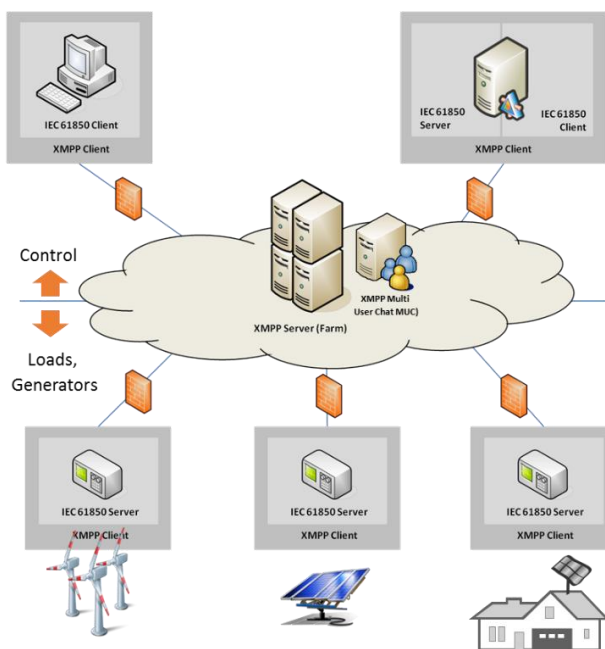 IEC 61850 Client
XMPP Client
IEC 61850
Server
IEC 61850
Client
XMPP Client
Control
XMPP Multi
User Chat MUC)
XMPP Server (Farm)
Loads,
Generators
IEC 61850 Server
XMPP Client
IEC 61850 Server
XMPP Client
IEC 61850 Server
XMPP Client